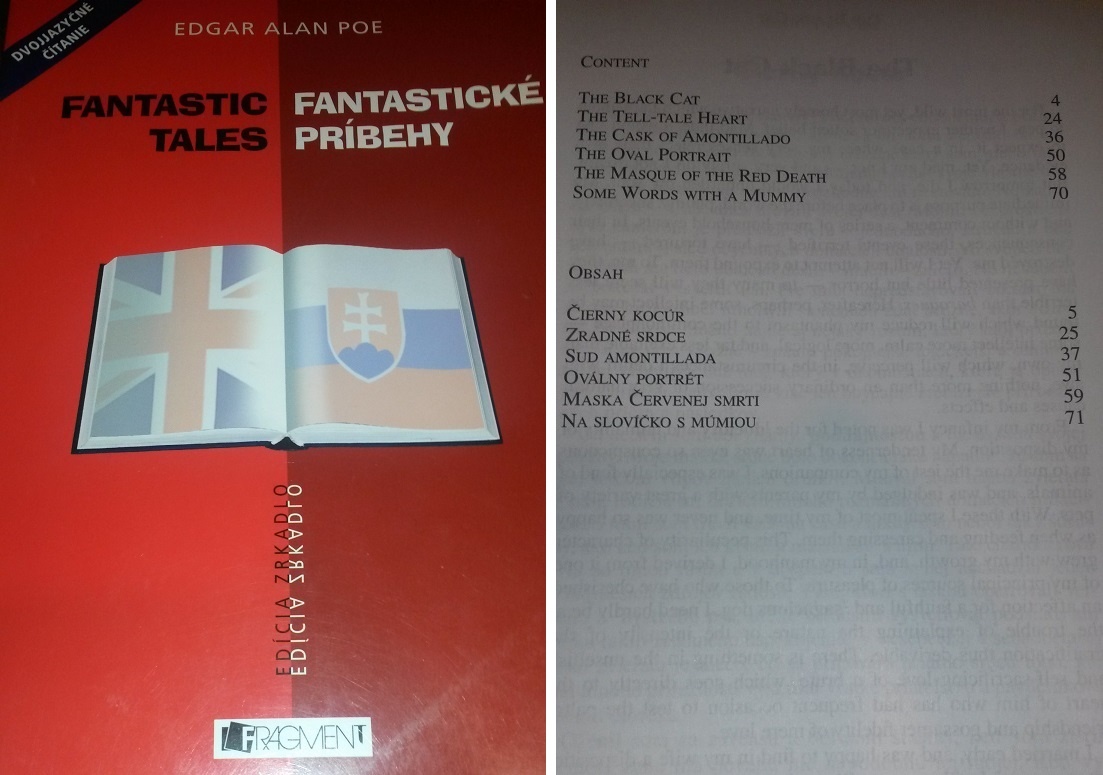 DVOJJAZYČNÉ
ČÍTANIE
EDGAR ALAN POE
FANTASTIC
TALES
FANTASTICKÉ
PRÍBEHY
EDÍCIA ZRKADLO
EDÍCIA ZRKADLO
FRAGMENT
CONTENT
THE BLACK CAT 4
THE TELL-TALE HEART 24
THE CASK OF AMONTILLADO 36
THE OVAL PORTRAIT 50
THE MASQUE OF THE RED DEATH 58
SOME WORDS WITH A MUMMY 70
OBSAH
ČIERNY KOCÚR 5
ZRADNÉ SRDCE 25
SUD AMONTILLADA 37
OVÁLNY PORTRÉT 51
MASKA ČERVENEJ SMRTI 59
NA SLOVÍČKO S MÚMIOU 71